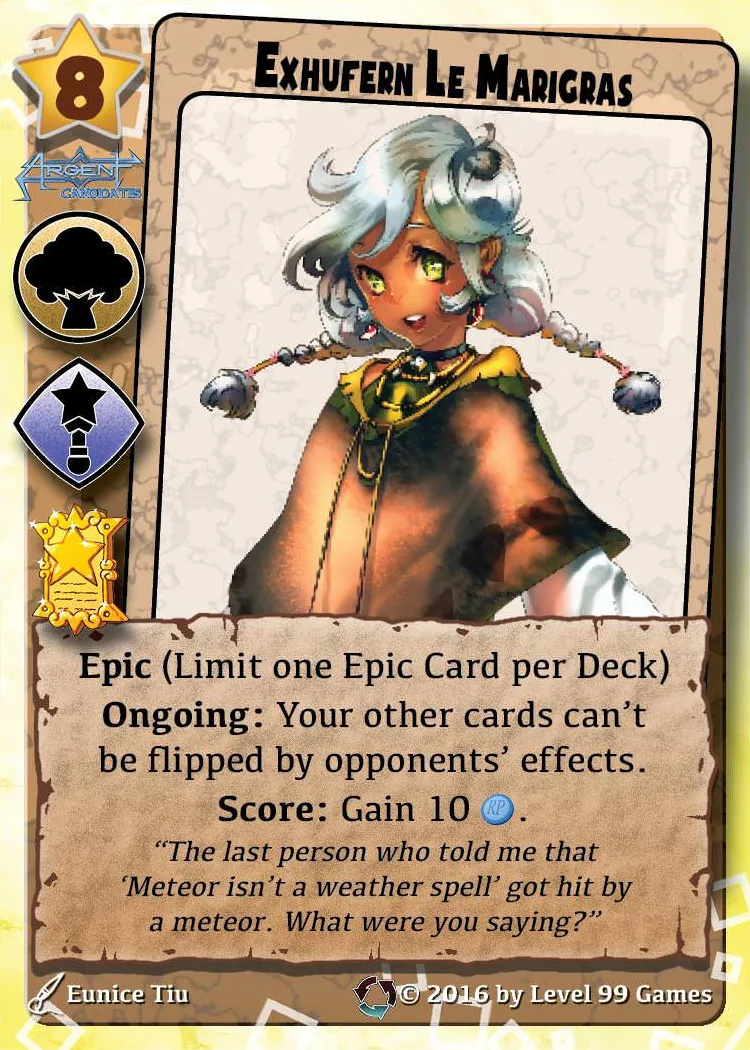 8
Exhufern Le Marigras
Argent
Candidates
Epic (Limit one Epic Card per Deck)
Ongoing: Your other cards can’t
be flipped by opponents’ effects.
Score: Gain 10 RP.
“The last person who told me that
‘Meteor isn’t a weather spell’ got hit by
a meteor. What were you saying?”
Eunice Tiu
© 2016 by Level 99 Games